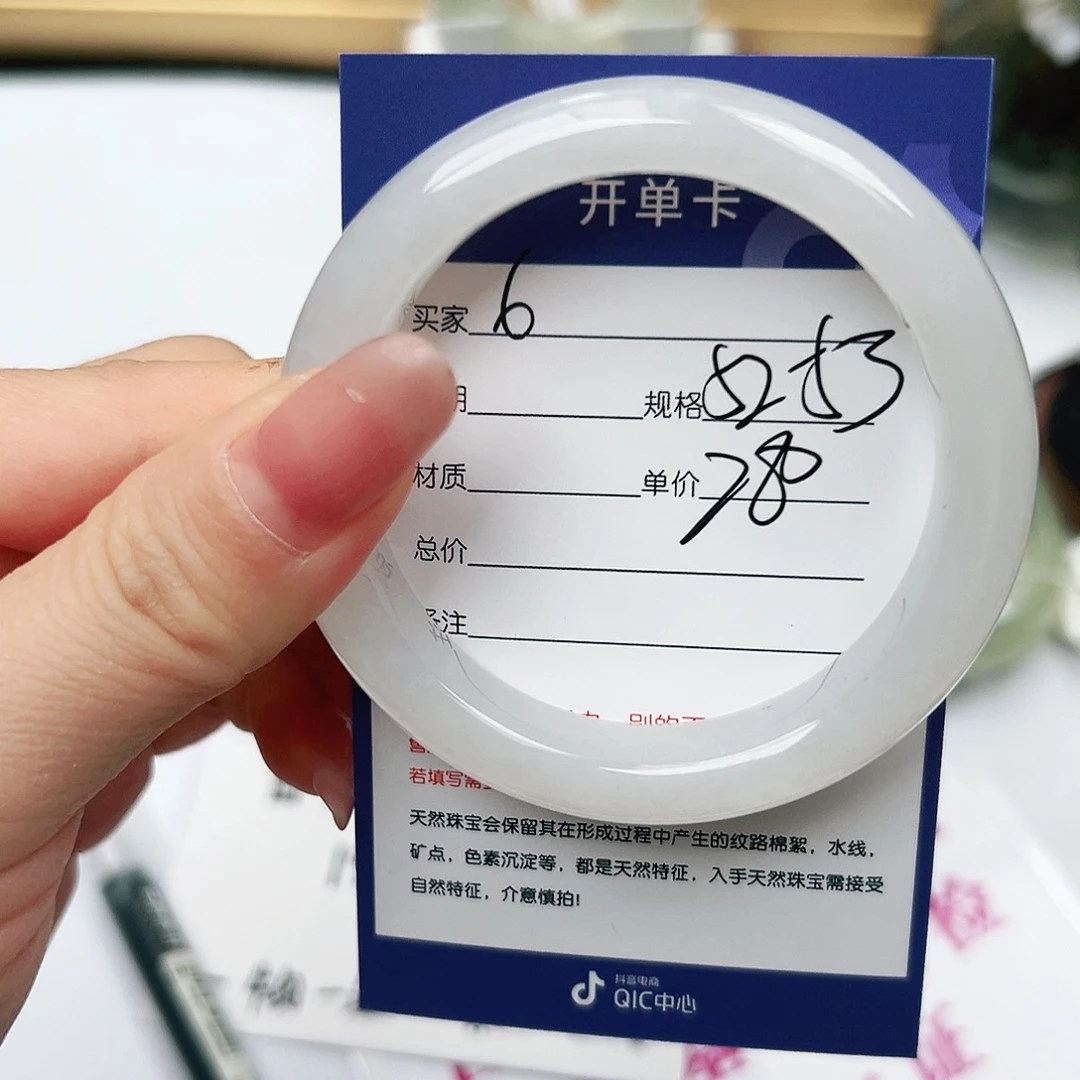 开单卡
买家 6
规格
材质 单价 78
总价
备注
若填写需
天然珠宝会保留其在形成过程中产生的纹路棉絮，水线，
矿点，色素沉淀等，都是天然特征，入手天然珠宝需接受
自然特征，介意慎拍！
抖音电商
QIC中心